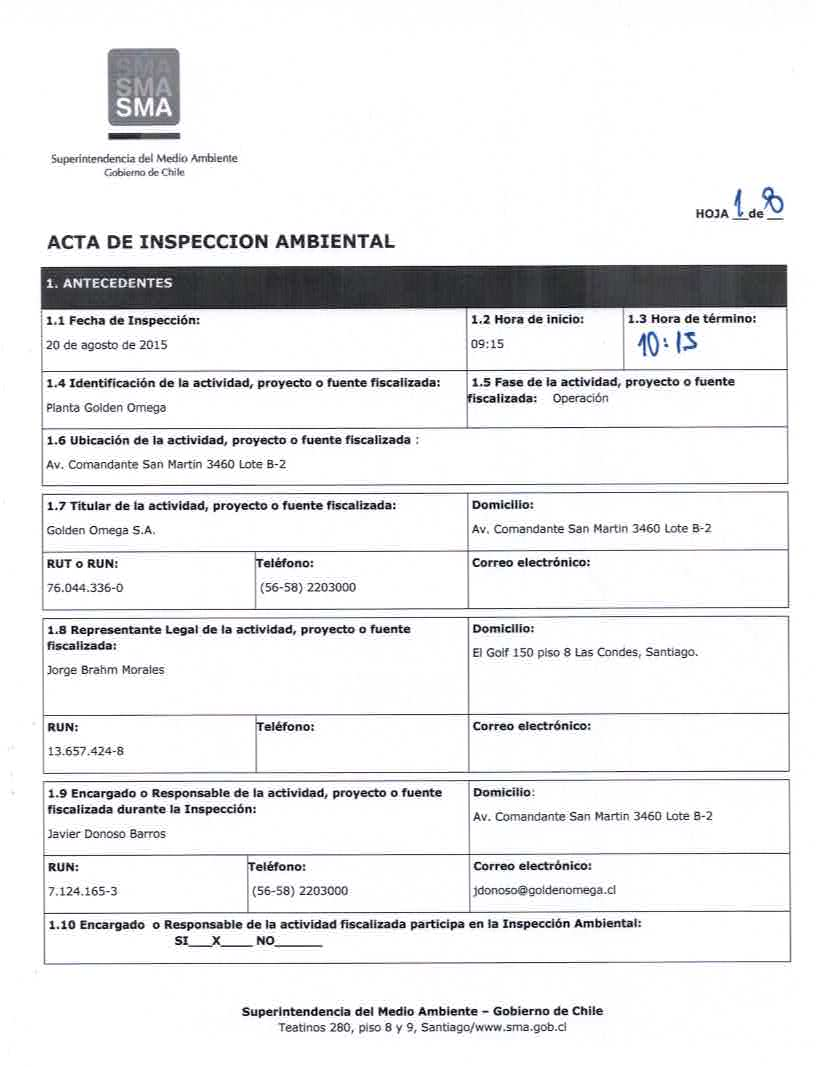 SMA
SMA
SMA
Superintendencia del Medio Ambiente
Gobierno de Chile
HOJA 1 de 8
ACTA DE INSPECCION AMBIENTAL
1. ANTECEDENTES
1.1 Fecha de Inspección:
20 de agosto de 2015
1.2 Hora de inicio:
09:15
1.3 Hora de término:
10:15
1.4 Identificación de la actividad, proyecto o fuente fiscalizada:
Planta Golden Omega
1.5 Fase de la actividad, proyecto o fuente
fiscalizada: Operación
1.6 Ubicación de la actividad, proyecto o fuente fiscalizada :
Av. Comandante San Martin 3460 Lote B-2
1.7 Titular de la actividad, proyecto o fuente fiscalizada:
Golden Omega S.A.
Domicilio:
Av. Comandante San Martin 3460 Lote B-2
RUT o RUN:
76.044.336-0
Teléfono:
(56-58) 2203000
Correo electrónico:
1.8 Representante Legal de la actividad, proyecto o fuente
fiscalizada:
Jorge Brahm Morales
Domicilio:
El Golf 150 piso 8 Las Condes, Santiago.
RUN:
13.657.424-8
Teléfono:
Correo electrónico:
1.9 Encargado o Responsable de la actividad, proyecto o fuente
fiscalizada durante la Inspección:
Javier Donoso Barros
Domicilio:
Av. Comandante San Martin 3460 Lote B-2
RUN:
7.124.165-3
Teléfono:
(56-58) 2203000
Correo electrónico:
jdonoso@goldenomega.cl
1.10 Encargado o Responsable de la actividad fiscalizada participa en la Inspección Ambiental:
SI___X____ NO______
Superintendencia del Medio Ambiente – Gobierno de Chile
Teatinos 280, piso 8 y 9, Santiago/www.sma.gob.cl